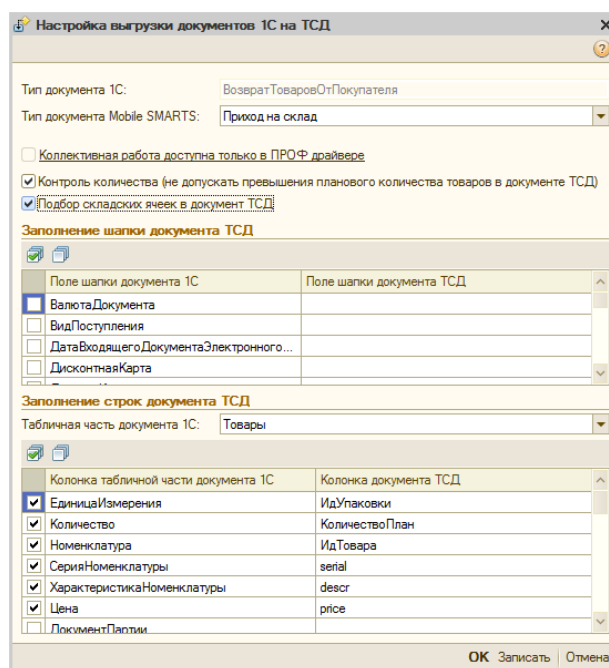 Настройка выгрузки документов 1С на ТСД
Тип документа 1С: ВозвратТоваровОтПокупателя
Тип документа Mobile SMARTS: Приход на склад
Коллективная работа доступна только в ПРОФ драйвере
Контроль количества (не допускать превышения планового количества товаров в документе ТСД)
Подбор складских ячеек в документ ТСД
Заполнение шапки документа ТСД
Поле шапки документа 1С Поле шапки документа ТСД
ВалютаДокумента
ВидПоступления
ДатаВходящегоДокументаЭлектронного...
ДисконтнаяКарта
Заполнение строк документа ТСД
Табличная часть документа 1С: Товары
Колонка табличной части документа 1С Колонка документа ТСД
ЕдиницаИзмерения ИдУпаковки
Количество КоличествоПлан
Номенклатура ИдТовара
СерияНоменклатуры serial
ХарактеристикаНоменклатуры descr
Цена price
ДокументПартии
ОК Записать Отмена